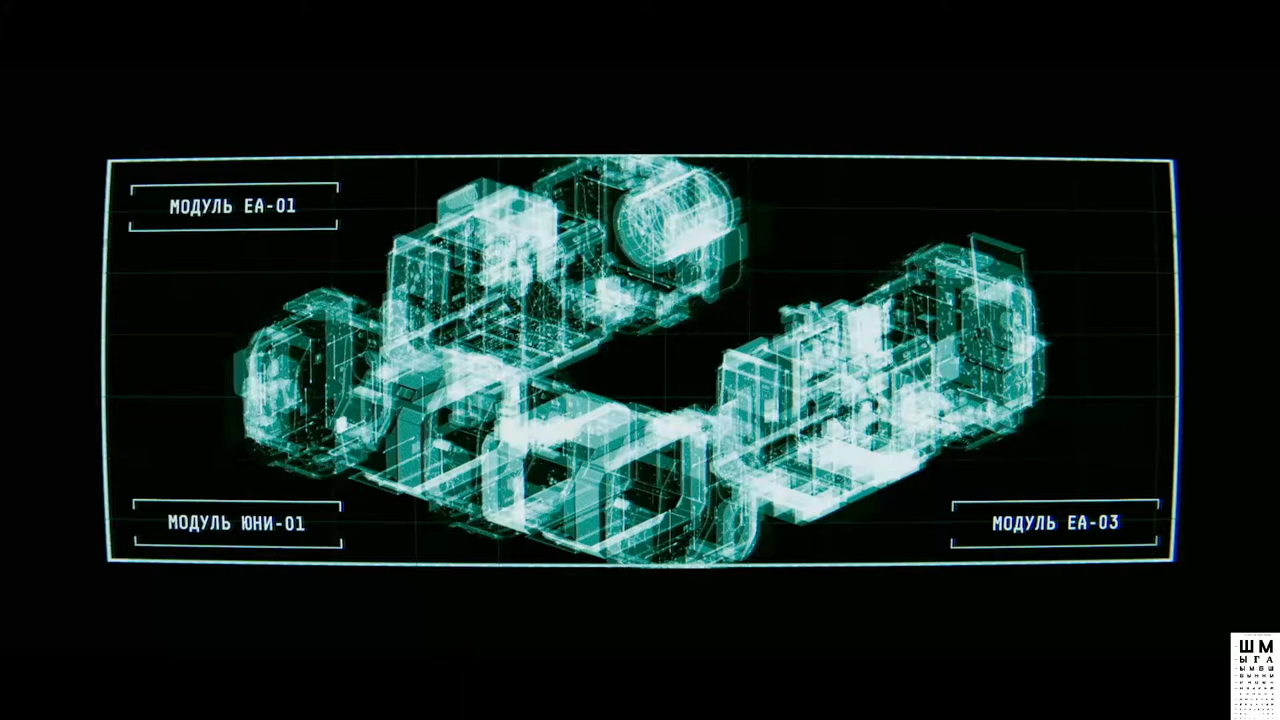 МОДУЛЬ ЕА-01
МОДУЛЬ ЮНИ-01
МОДУЛЬ ЕА-03
Ш М
Ы Г А
Ы М Б Ш